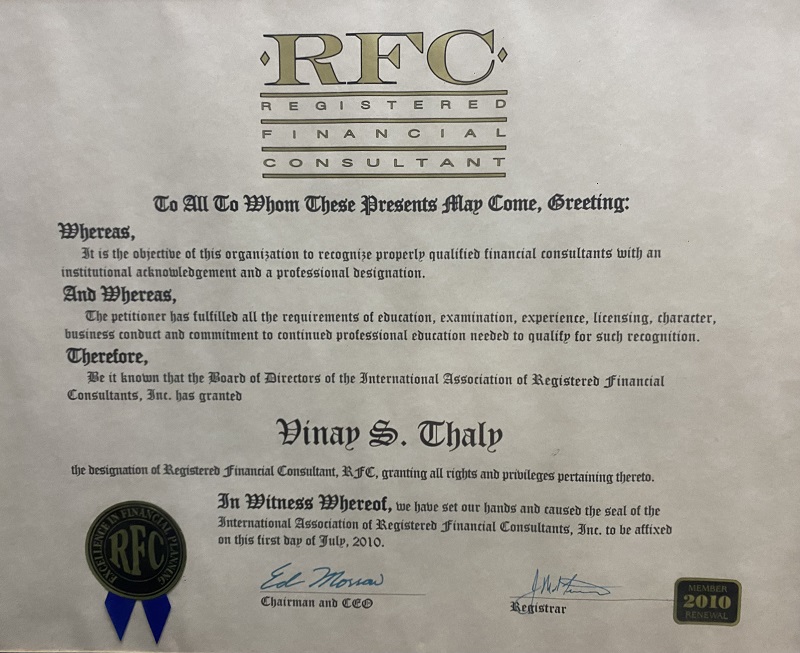 RFC
REGISTERED
FINANCIAL
CONSULTANT
To All To Whom These Presents May Come, Greeting:
Whereas,
It is the objective of this organization to recognize properly qualified financial consultants with an
institutional acknowledgement and a professional designation.
And Whereas,
The petitioner has fulfilled all the requirements of education, examination, experience, licensing, character,
business conduct and commitment to continued professional education needed to qualify for such recognition.
Therefore,
Be it known that the Board of Directors of the International Association of Registered Financial
Consultants, Inc. has granted
Vinay S. Thaly
the designation of Registered Financial Consultant, RFC, granting all rights and privileges pertaining thereto.
In Witness Whereof, we have set our hands and caused the seal of the
International Association of Registered Financial Consultants, Inc. to be affixed
on this first day of July, 2010.
EXCELLENCE IN FINANCIAL PLANNING
RFC
Ed Morrow
Chairman and CEO
Registrar
MEMBER
2010
RENEWAL